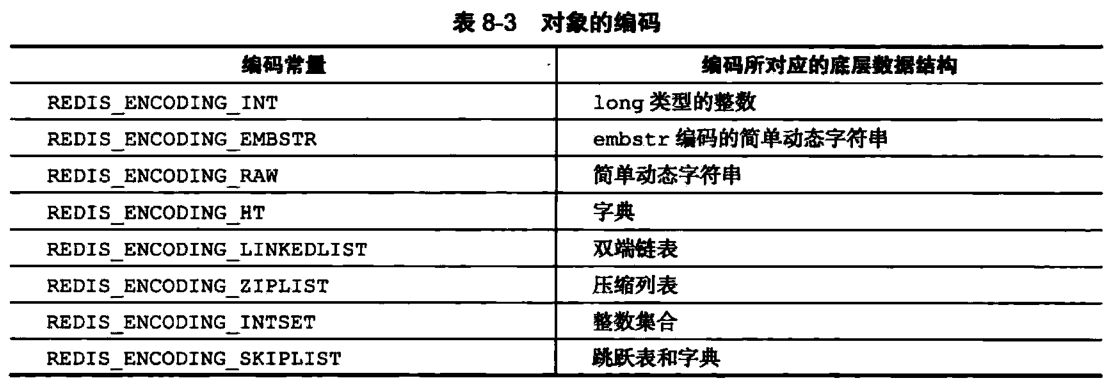 表 8-3 对象的编码
编码常量 编码所对应的底层数据结构
REDIS_ENCODING_INT long 类型的整数
REDIS_ENCODING_EMBSTR embstr 编码的简单动态字符串
REDIS_ENCODING_RAW 简单动态字符串
REDIS_ENCODING_HT 字典
REDIS_ENCODING_LINKEDLIST 双端链表
REDIS_ENCODING_ZIPLIST 压缩列表
REDIS_ENCODING_INTSET 整数集合
REDIS_ENCODING_SKIPLIST 跳跃表和字典